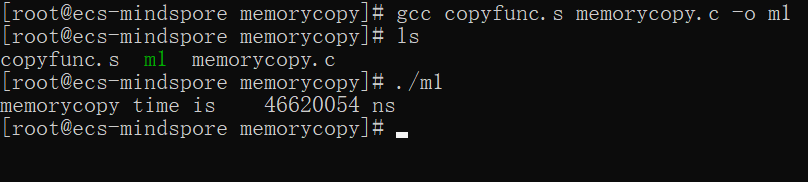 [root@ecs-mindspore memorycopy]# gcc copyfunc.s memorycopy.c -o m1
[root@ecs-mindspore memorycopy]# ls
copyfunc.s  m1  memorycopy.c
[root@ecs-mindspore memorycopy]# ./m1
memorycopy time is    46620054 ns
[root@ecs-mindspore memorycopy]#